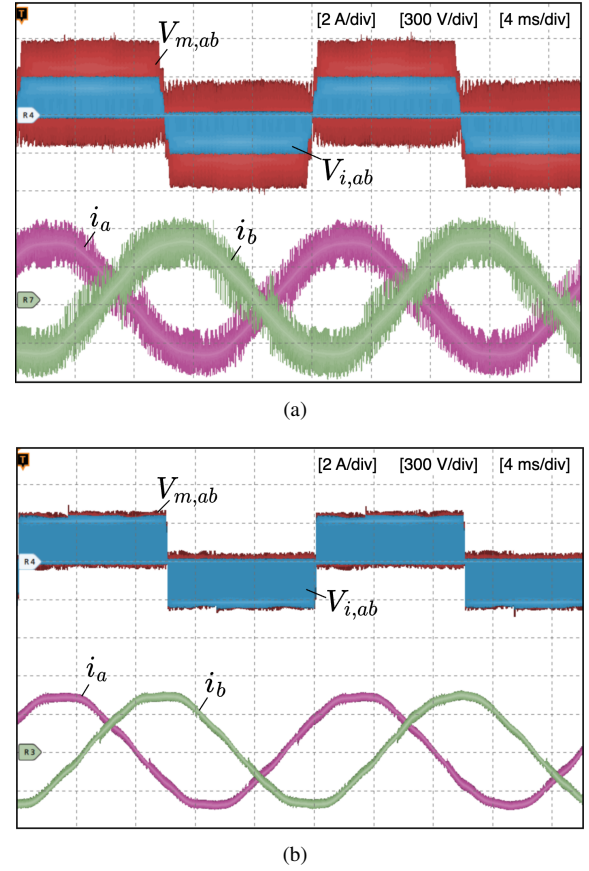 T
[2 A/div] [300 V/div] [4 ms/div]
V_{m,ab}
R4
V_{i,ab}
i_a
i_b
R7
(a)
T
[2 A/div] [300 V/div] [4 ms/div]
V_{m,ab}
R4
V_{i,ab}
i_a
i_b
R3
(b)